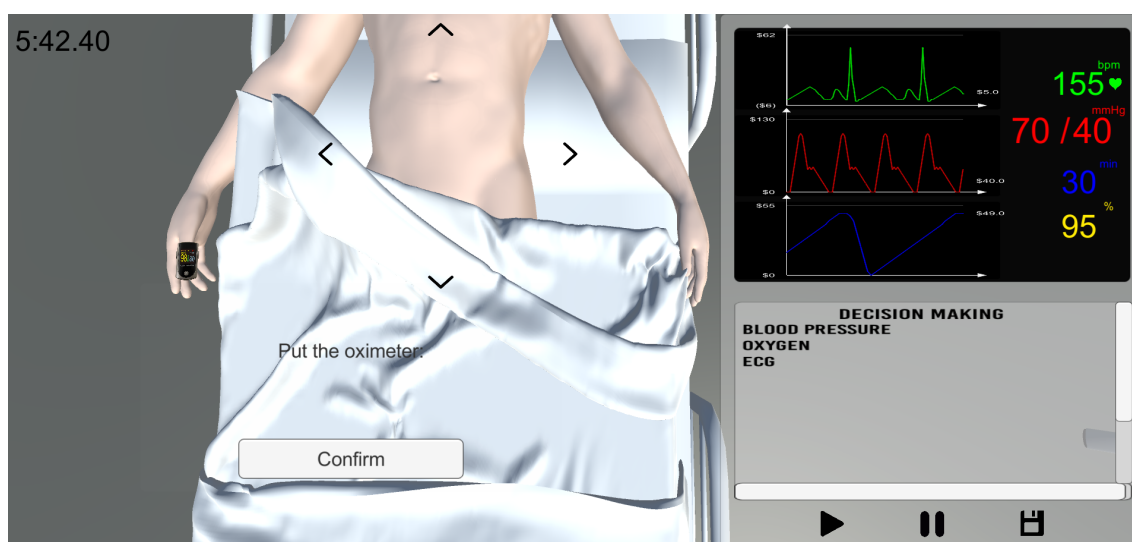 5:42.40
Put the oximeter:
Confirm
$62
($6)
$5.0
bpm
155
$130
$0
$40.0
mmHg
70 /40
$65
$0
$49.0
min
30
%
95
DECISION MAKING
BLOOD PRESSURE
OXYGEN
ECG